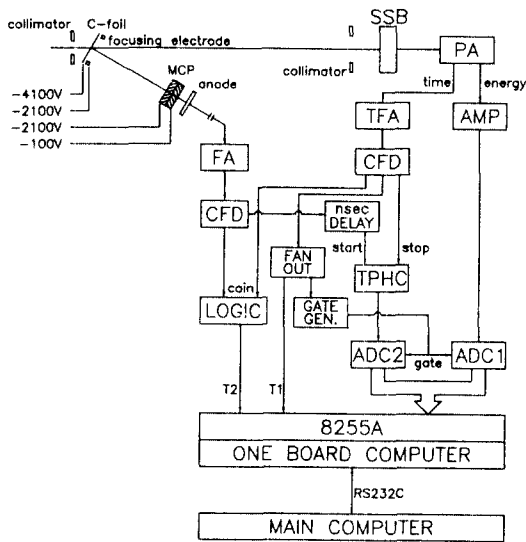 collimator
C-foil
focusing electrode
SSB
PA
MCP
anode
collimator
time
energy
-4100V
-2100V
-2100V
-100V
TFA
AMP
FA
CFD
CFD
nsec
DELAY
start
stop
FAN
OUT
TPHC
coin
LOGIC
GATE
GEN.
ADC2
gate
ADC1
T2
T1
8255A
ONE BOARD COMPUTER
RS232C
MAIN COMPUTER